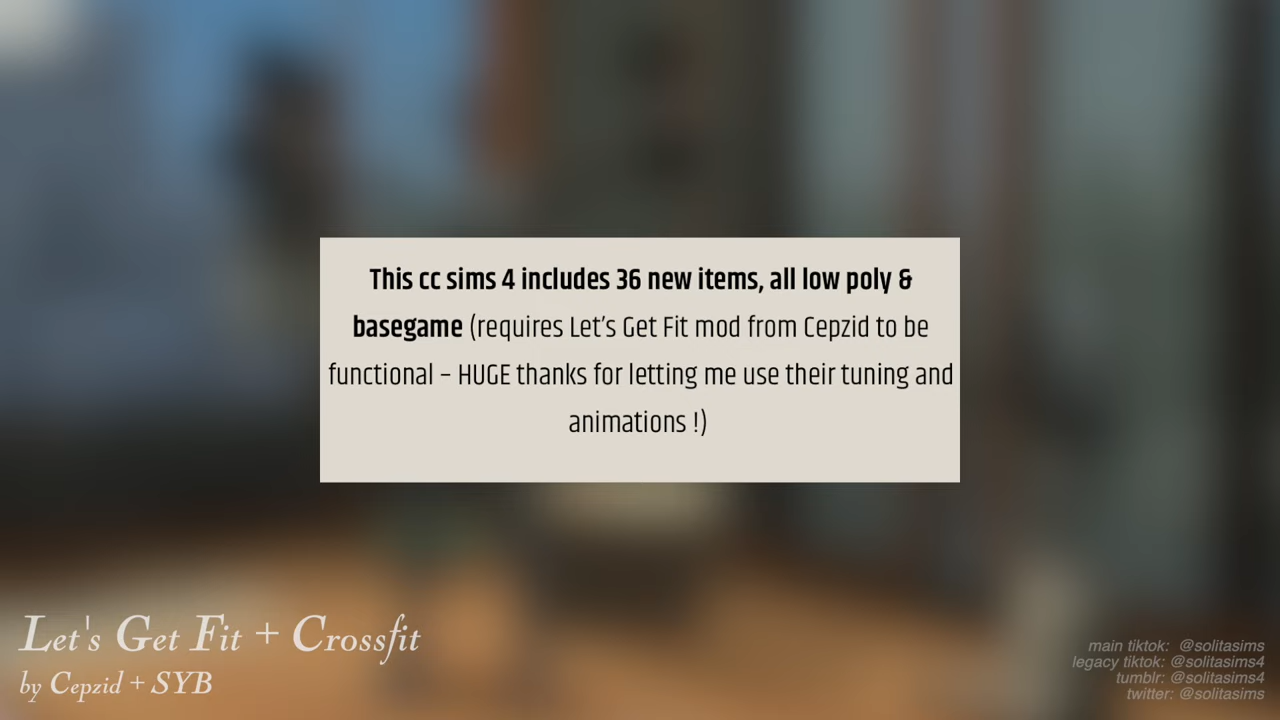 This cc sims 4 includes 36 new items, all low poly &
basegame (requires Let’s Get Fit mod from Cepzid to be
functional – HUGE thanks for letting me use their tuning and
animations !)
Let's Get Fit + Crossfit
by Cepzid + SYB
main tiktok: @solitasims
legacy tiktok: @solitasims4
tumblr: @solitasims4
twitter: @solitasims